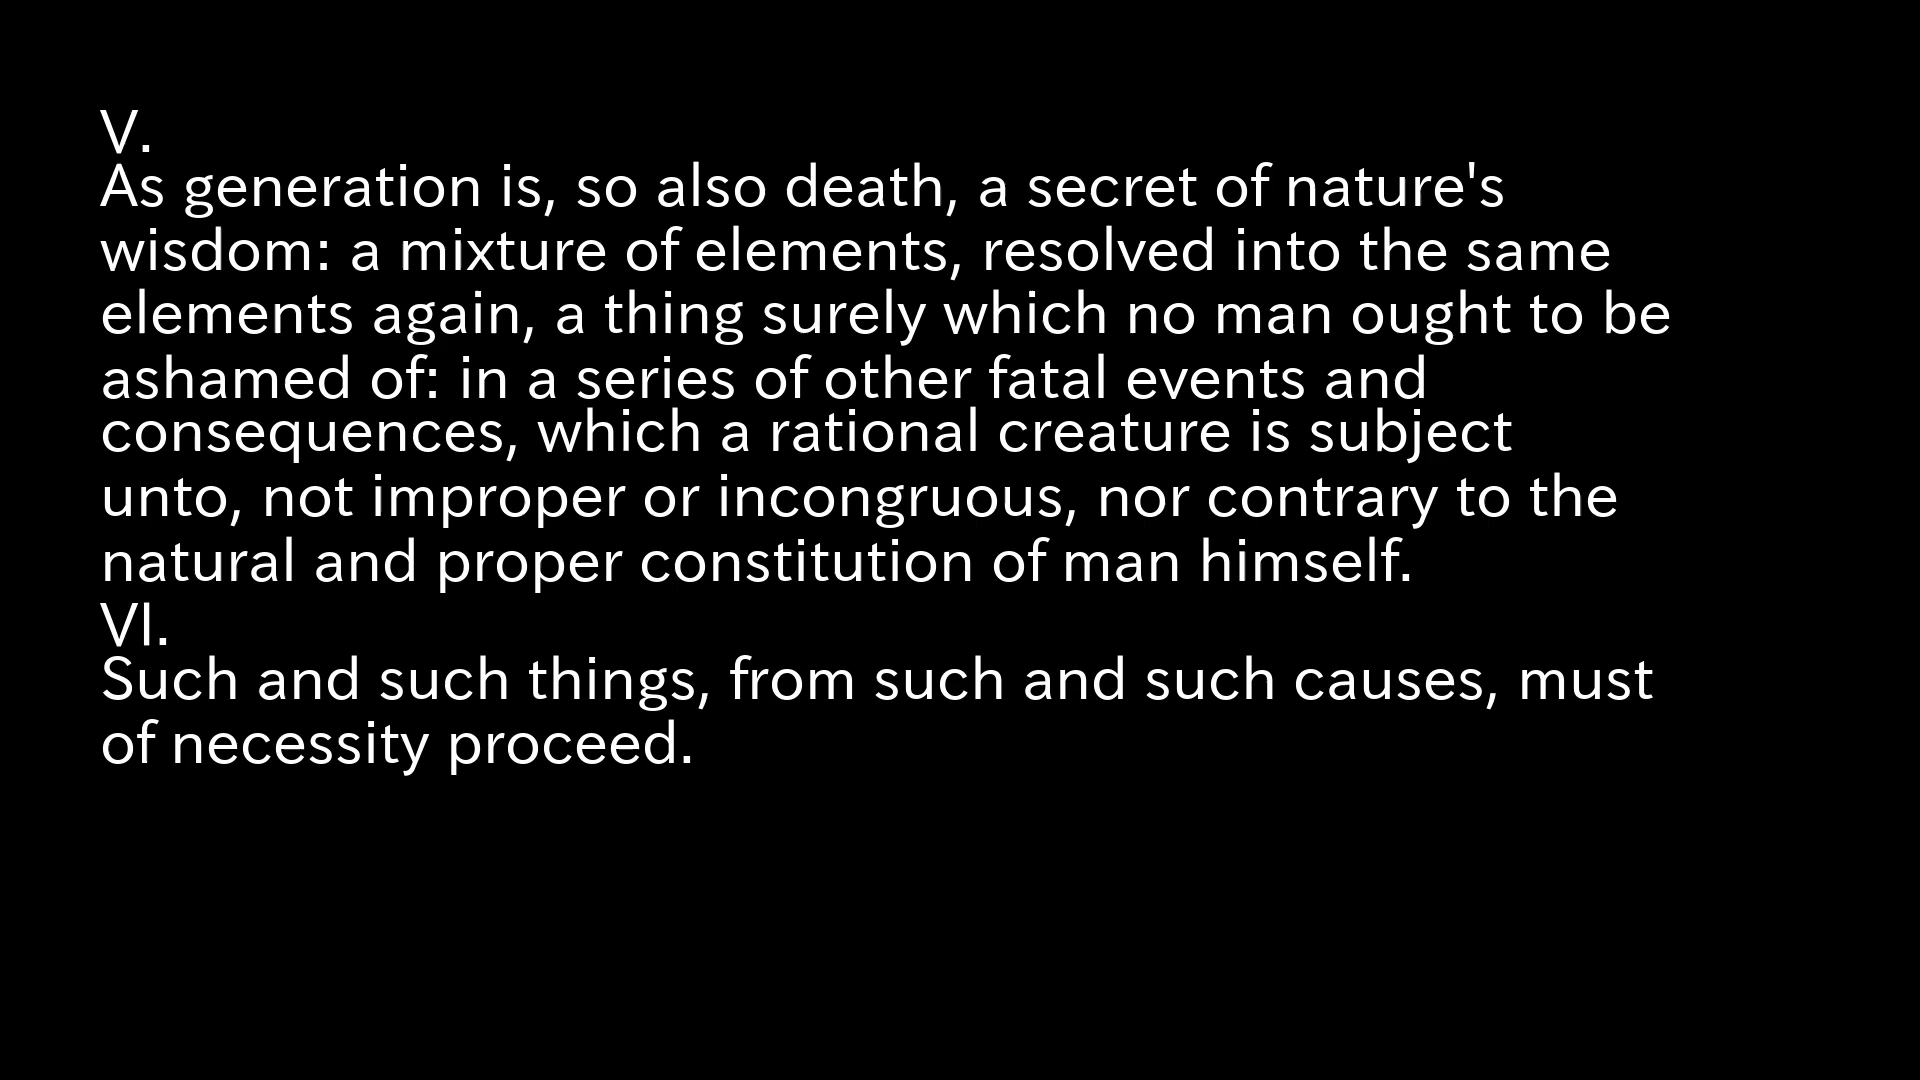 V.
As generation is, so also death, a secret of nature's
wisdom: a mixture of elements, resolved into the same
elements again, a thing surely which no man ought to be
ashamed of: in a series of other fatal events and
consequences, which a rational creature is subject
unto, not improper or incongruous, nor contrary to the
natural and proper constitution of man himself.
VI.
Such and such things, from such and such causes, must
of necessity proceed.